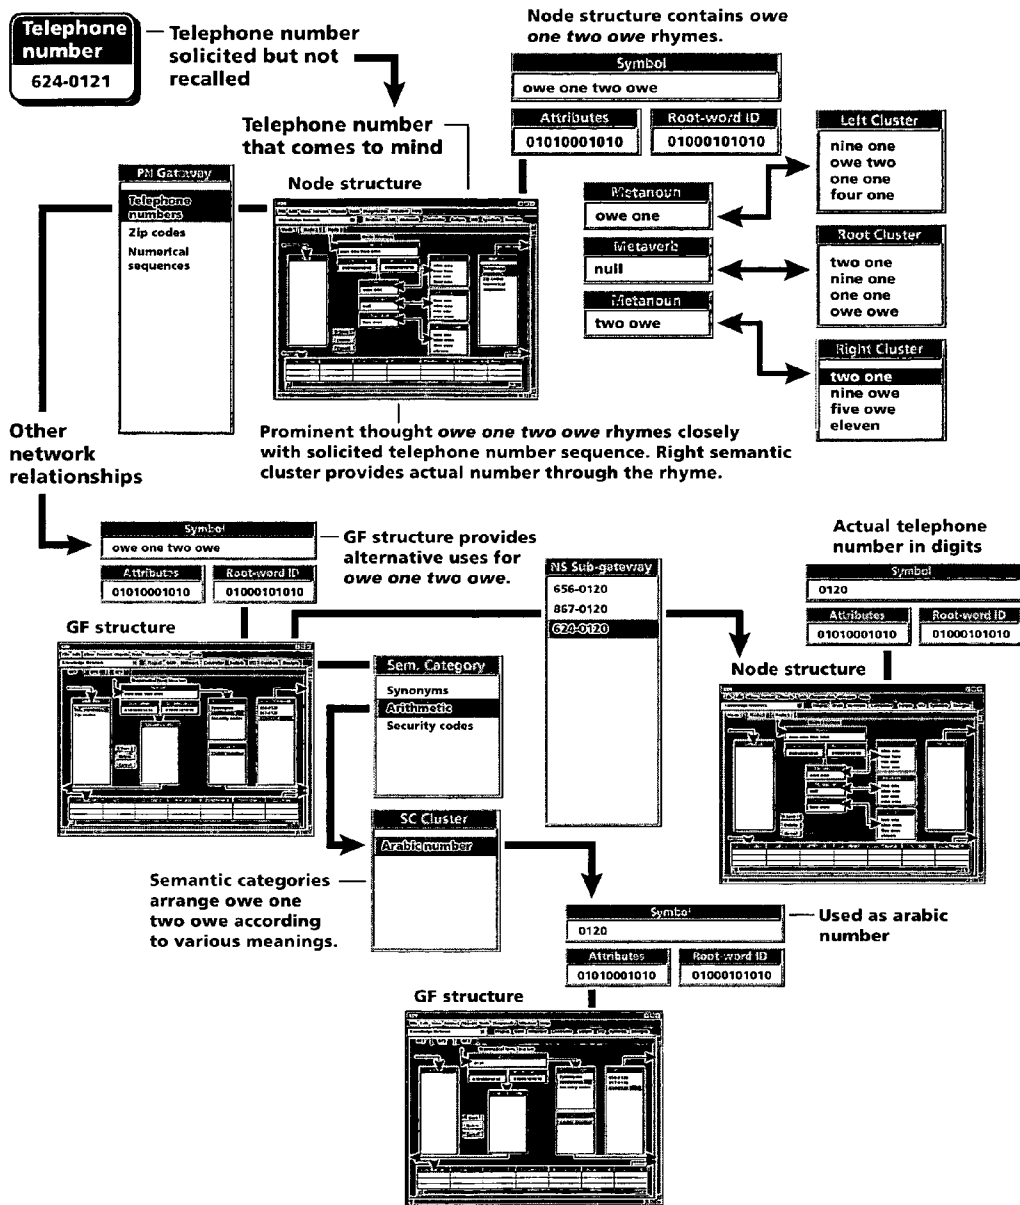 Telephone
number
624-0121
Telephone number
solicited but not
recalled
Telephone number
that comes to mind
Node structure
Node structure contains owe
one two owe rhymes.
Symbol
owe one two owe
Attributes
01010001010
Root-word ID
01000101010
Metanoun
owe one
Metaverb
null
Metanoun
two owe
Left Cluster
nine one
owe two
one one
four one
Root Cluster
two one
nine one
one one
owe owe
Right Cluster
two one
nine owe
five owe
eleven
PN Gateway
Telephone
numbers
Zip codes
Numerical
sequences
Prominent thought owe one two owe rhymes closely
with solicited telephone number sequence. Right semantic
cluster provides actual number through the rhyme.
Other
network
relationships
Symbol
owe one two owe
Attributes
01010001010
Root-word ID
01000101010
GF structure provides
alternative uses for
owe one two owe.
GF structure
NS Sub-gateway
656-0120
867-0120
624-0120
Actual telephone
number in digits
Symbol
0120
Attributes
01010001010
Root-word ID
01000101010
Node structure
Sem. Category
Synonyms
Arithmetic
Security codes
SC Cluster
Arabic number
Semantic categories
arrange owe one
two owe according
to various meanings.
Symbol
0120
Attributes
01010001010
Root-word ID
01000101010
Used as arabic
number
GF structure